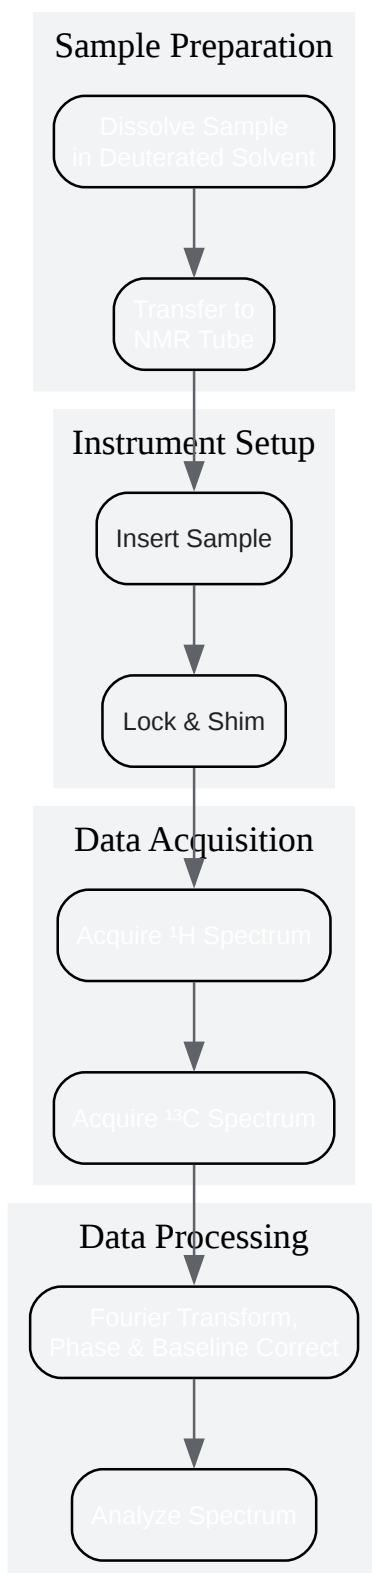 Sample Preparation
Dissolve Sample
in Deuterated Solvent
Transfer to
NMR Tube
Instrument Setup
Insert Sample
Lock & Shim
Data Acquisition
Acquire ¹H Spectrum
Acquire ¹³C Spectrum
Data Processing
Fourier Transform,
Phase & Baseline Correct
Analyze Spectrum